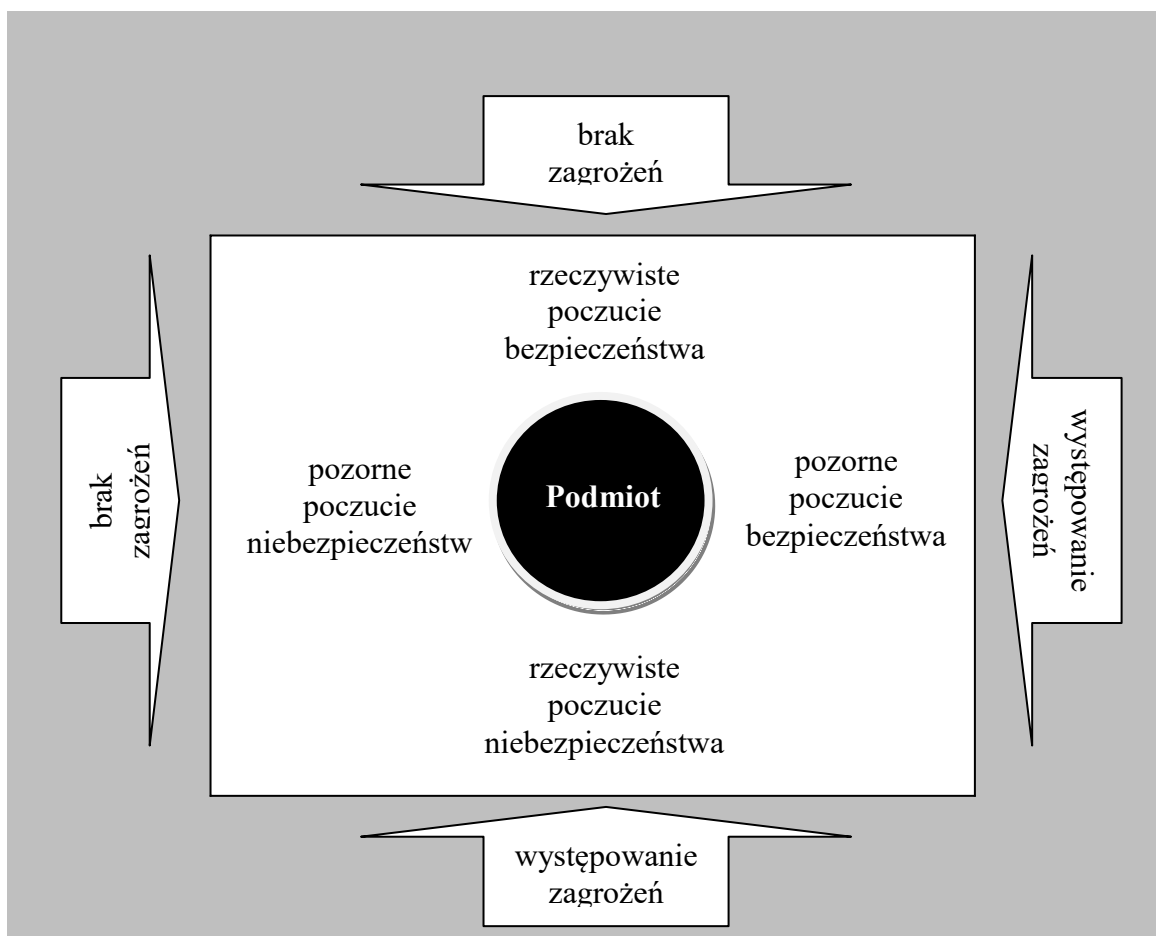 brak
zagrożeń
rzeczywiste
poczucie
bezpieczeństwa
brak
zagrożeń
pozorne
poczucie
niebezpieczeństw
Podmiot
pozorne
poczucie
bezpieczeństwa
występowanie
zagrożeń
rzeczywiste
poczucie
niebezpieczeństwa
występowanie
zagrożeń